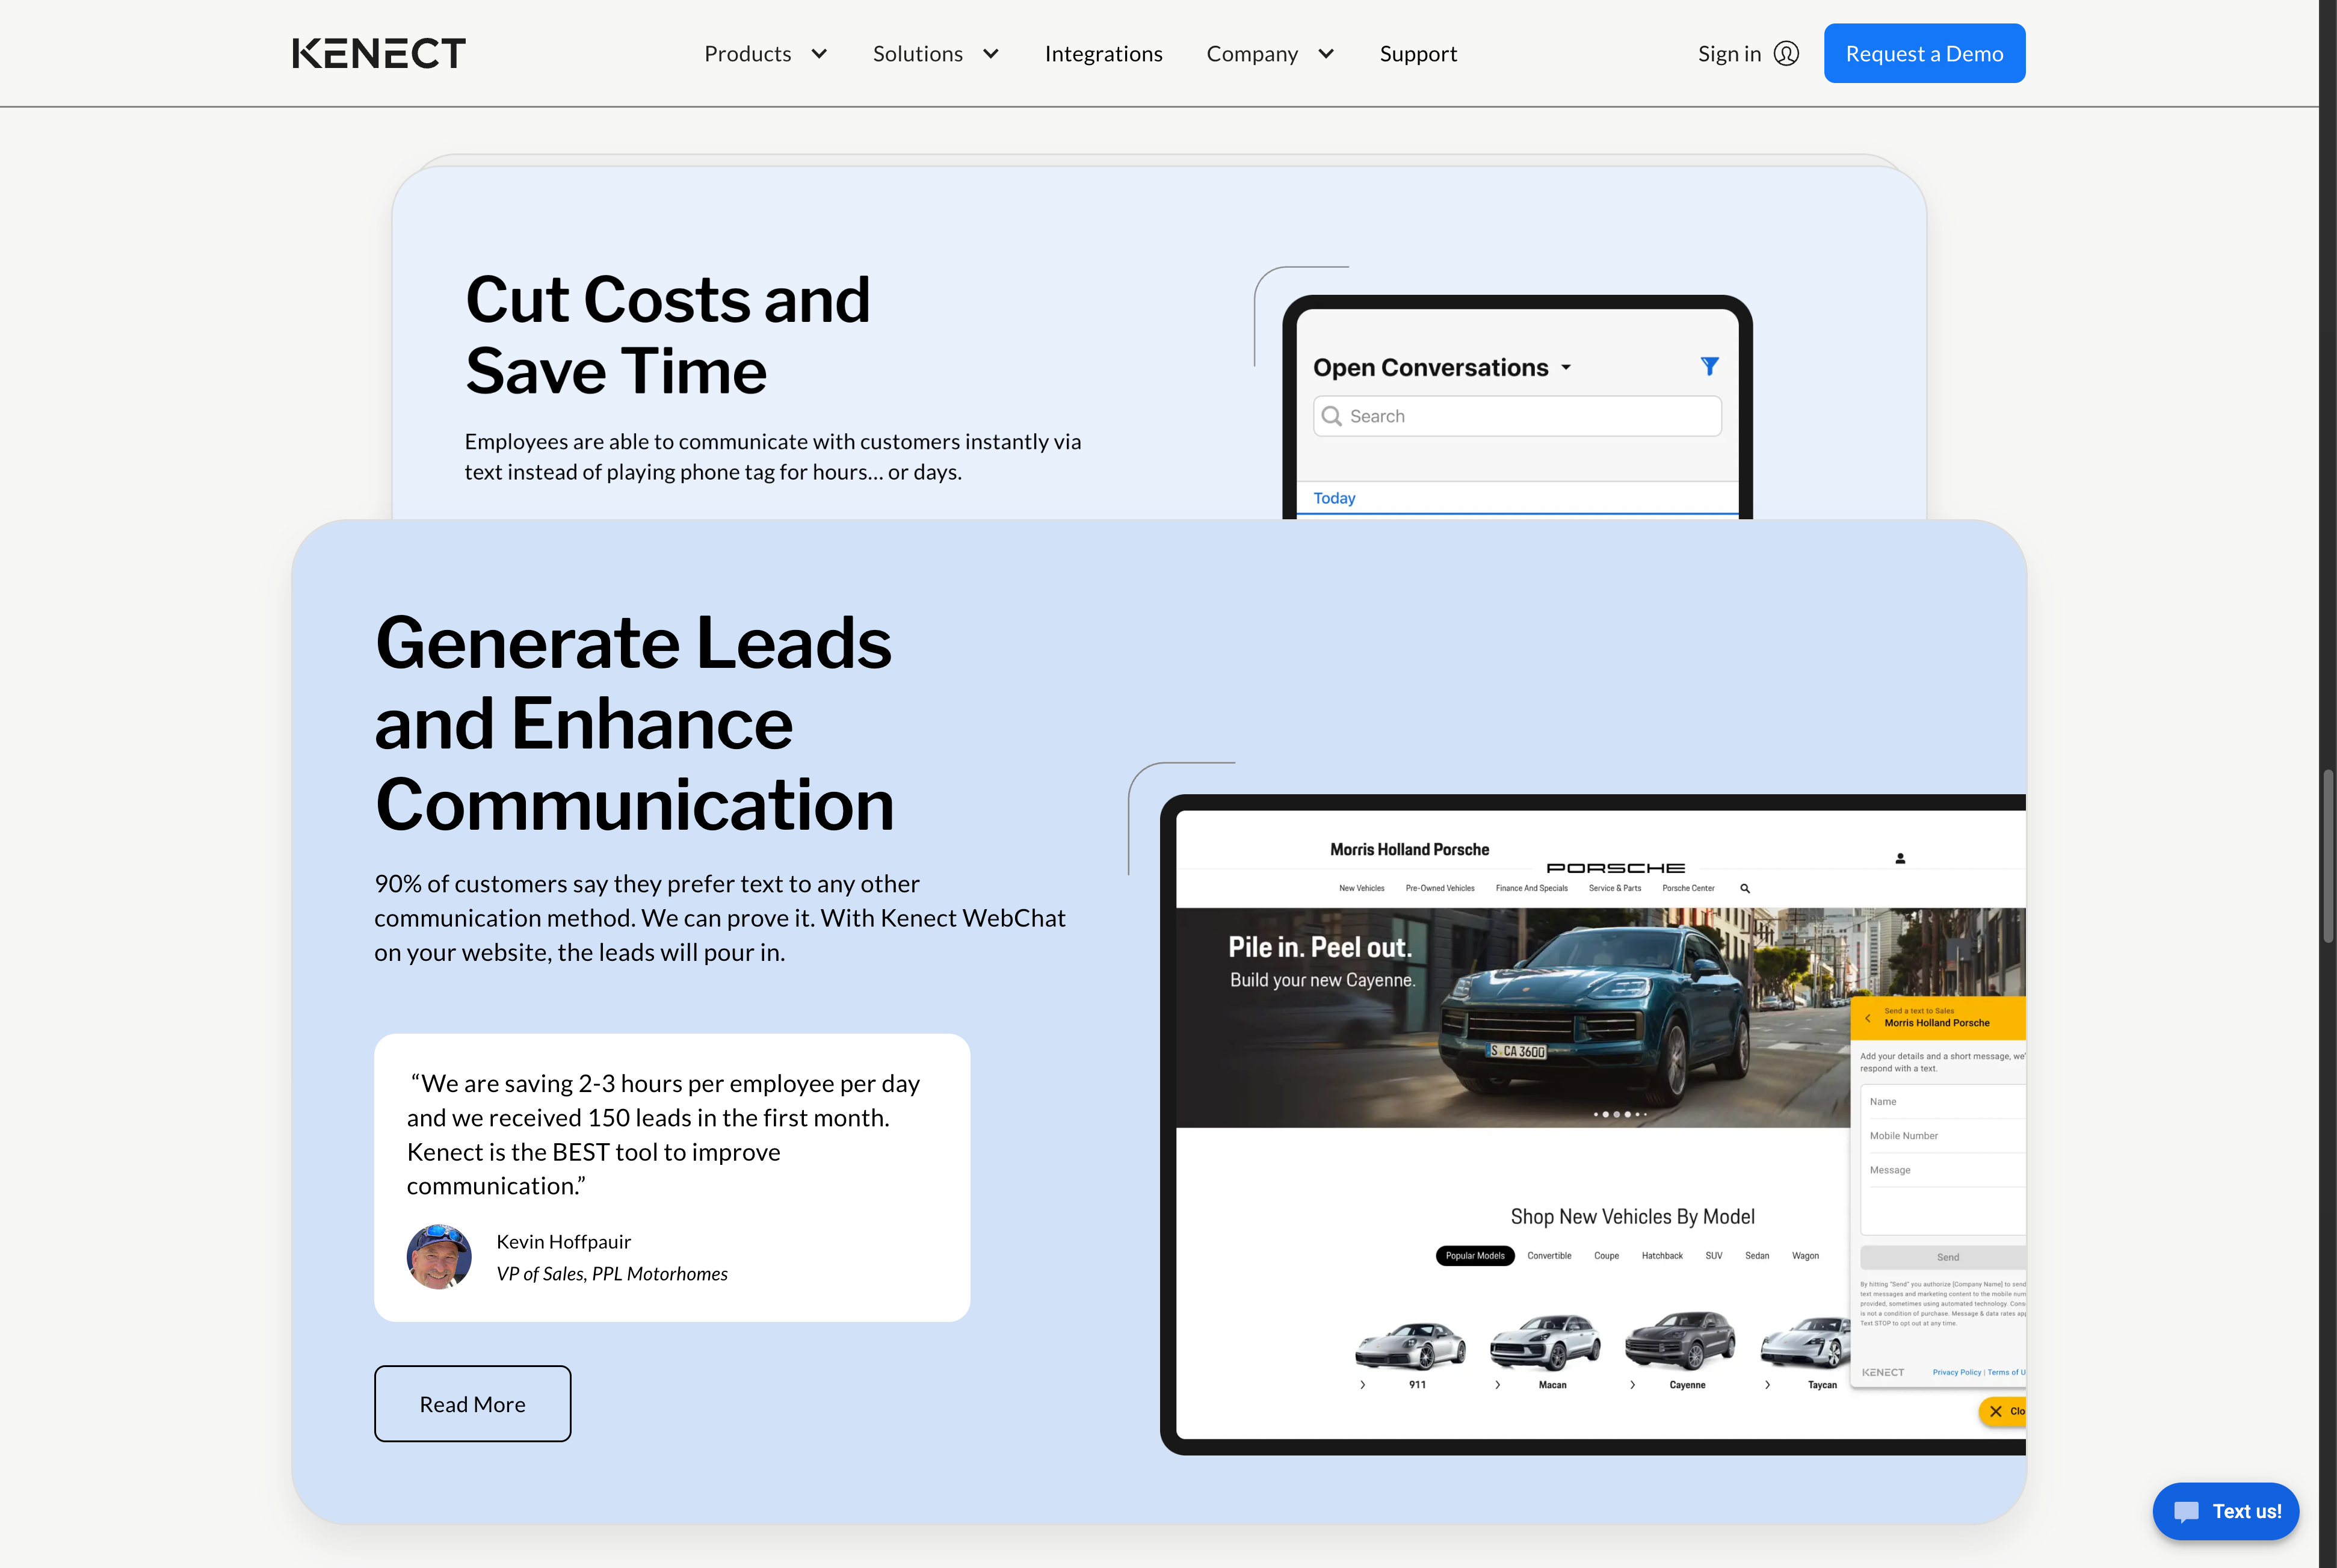 KENECT
Products
Solutions
Integrations
Company
Support
Sign in
Request a Demo
Cut Costs and
Save Time
Employees are able to communicate with customers instantly via
text instead of playing phone tag for hours... or days.
Open Conversations
Search
Today
Generate Leads
and Enhance
Communication
90% of customers say they prefer text to any other
communication method. We can prove it. With Kenect WebChat
on your website, the leads will pour in.
“We are saving 2-3 hours per employee per day
and we received 150 leads in the first month.
Kenect is the BEST tool to improve
communication.”
Kevin Hoffpauir
VP of Sales, PPL Motorhomes
Read More
Morris Holland Porsche
PORSCHE
New Vehicles
Pre-Owned Vehicles
Finance And Specials
Service & Parts
Porsche Center
Pile in. Peel out.
Build your new Cayenne.
S CA 3600
Shop New Vehicles By Model
Popular Models
Convertible
Coupe
Hatchback
SUV
Sedan
Wagon
911
Macan
Cayenne
Taycan
Send a text to Sales
Morris Holland Porsche
Add your details and a short message, we'
respond with a text.
Name
Mobile Number
Message
Send
By hitting "Send" you authorize [Company Name] to send
text messages and marketing content to the mobile num
provided, sometimes using automated technology. Cons
is not a condition of purchase. Message & data rates app
Text STOP to opt out at any time.
KENECT
Privacy Policy | Terms of U
Clo
Text us!